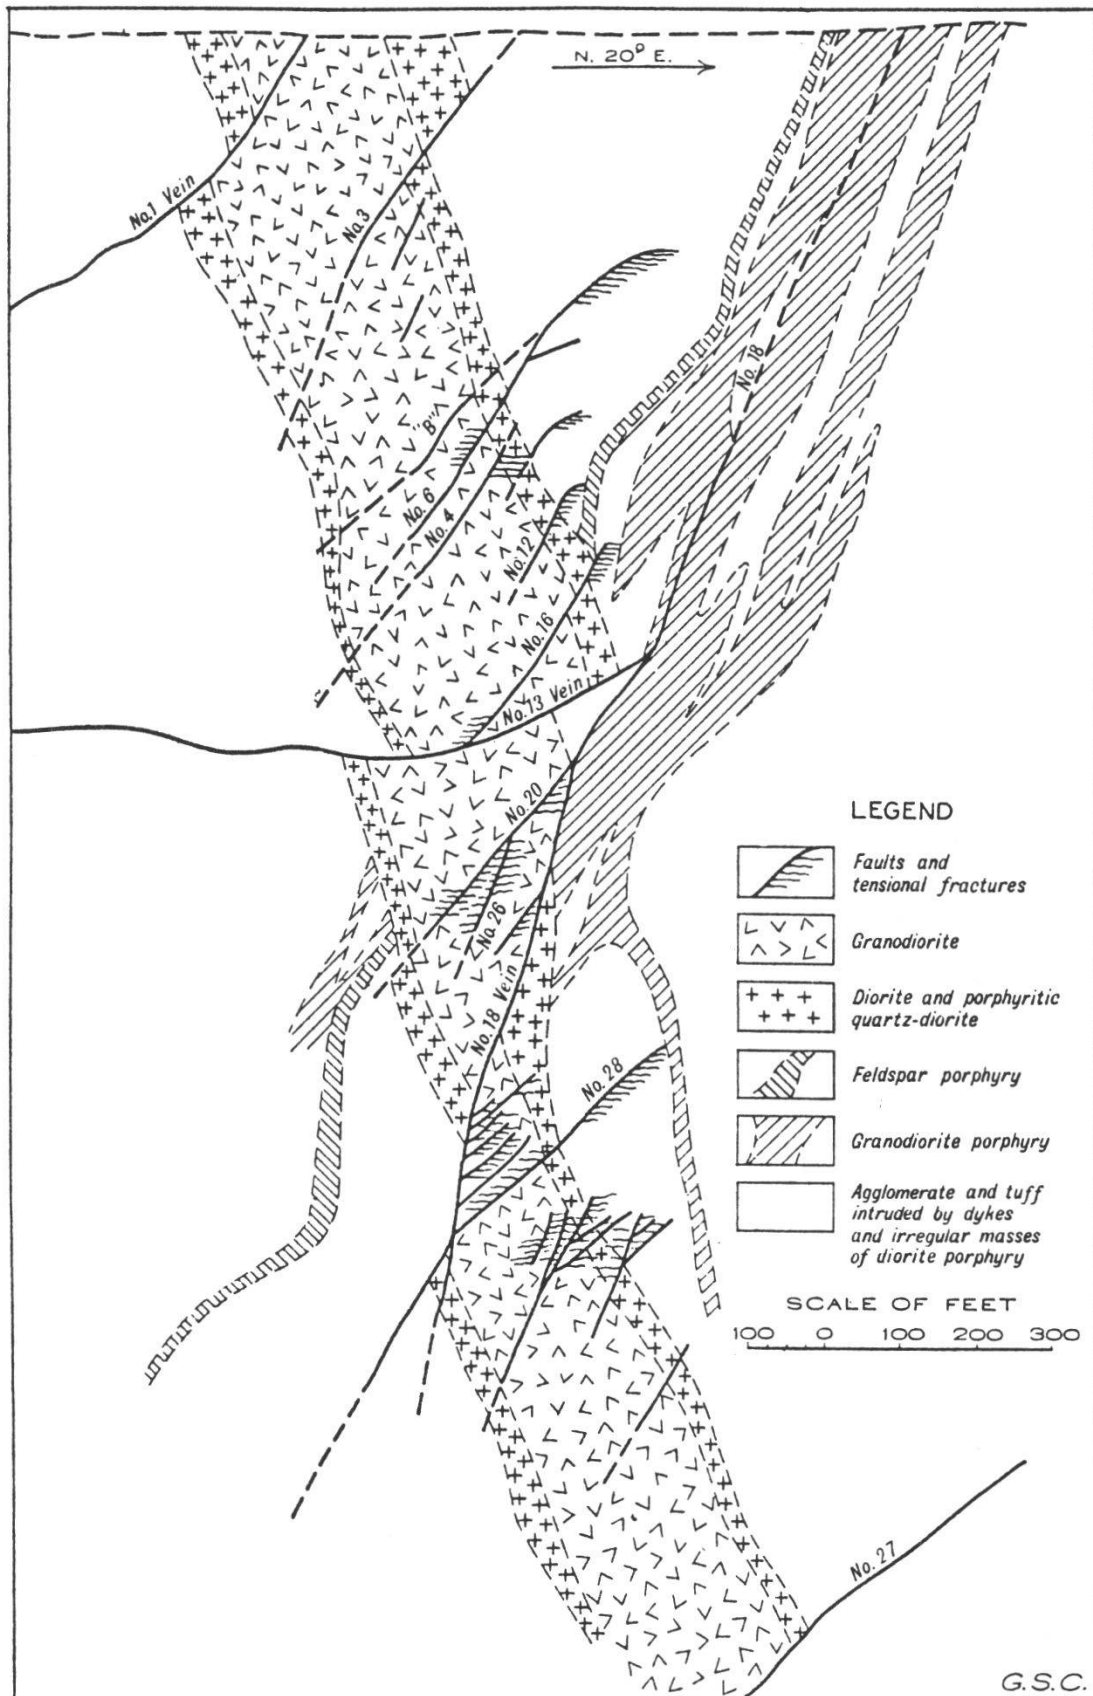 N. 20° E.
No.1 Vein
No.3
No.18
"B"
No.6
No.4
No.12
No.16
No.13 Vein
No.20
No.26
No.18 Vein
No.28
No.27
LEGEND
Faults and
tensional fractures
Granodiorite
Diorite and porphyritic
quartz-diorite
Feldspar porphyry
Granodiorite porphyry
Agglomerate and tuff
intruded by dykes
and irregular masses
of diorite porphyry
SCALE OF FEET
100 0 100 200 300
G.S.C.